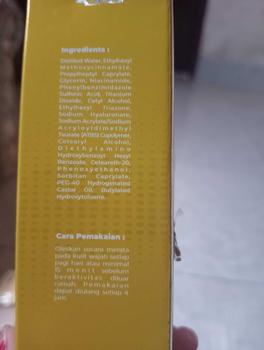 Ingredients :
Distilled Water, Ethylhexyl
Methoxycinnamate,
Propylheptyl Caprylate,
Glycerin, Niacinamide,
Phenylbenzimidazole
Sulfonic Acid, Titanium
Dioxide, Cetyl Alcohol,
Ethylhexyl Triazone,
Sodium Hyaluronate,
Sodium Acrylate/Sodium
Acryloyldimethyl
Taurate (ATBS) Copolymer,
Cetearyl Alcohol,
Diethylamino
Hydroxybenzoyl Hexyl
Benzoate, Ceteareth-20,
Phenoxyethanol,
Sorbitan Caprylate,
PEG-40 Hydrogenated
Castor Oil, Butylated
Hydroxytoluene.
Cara Pemakaian :
Oleskan secara merata
pada kulit wajah setiap
pagi hari atau minimal
15 menit sebelum
beraktivitas diluar
rumah. Pemakaian
dapat diulang setiap 4
jam.